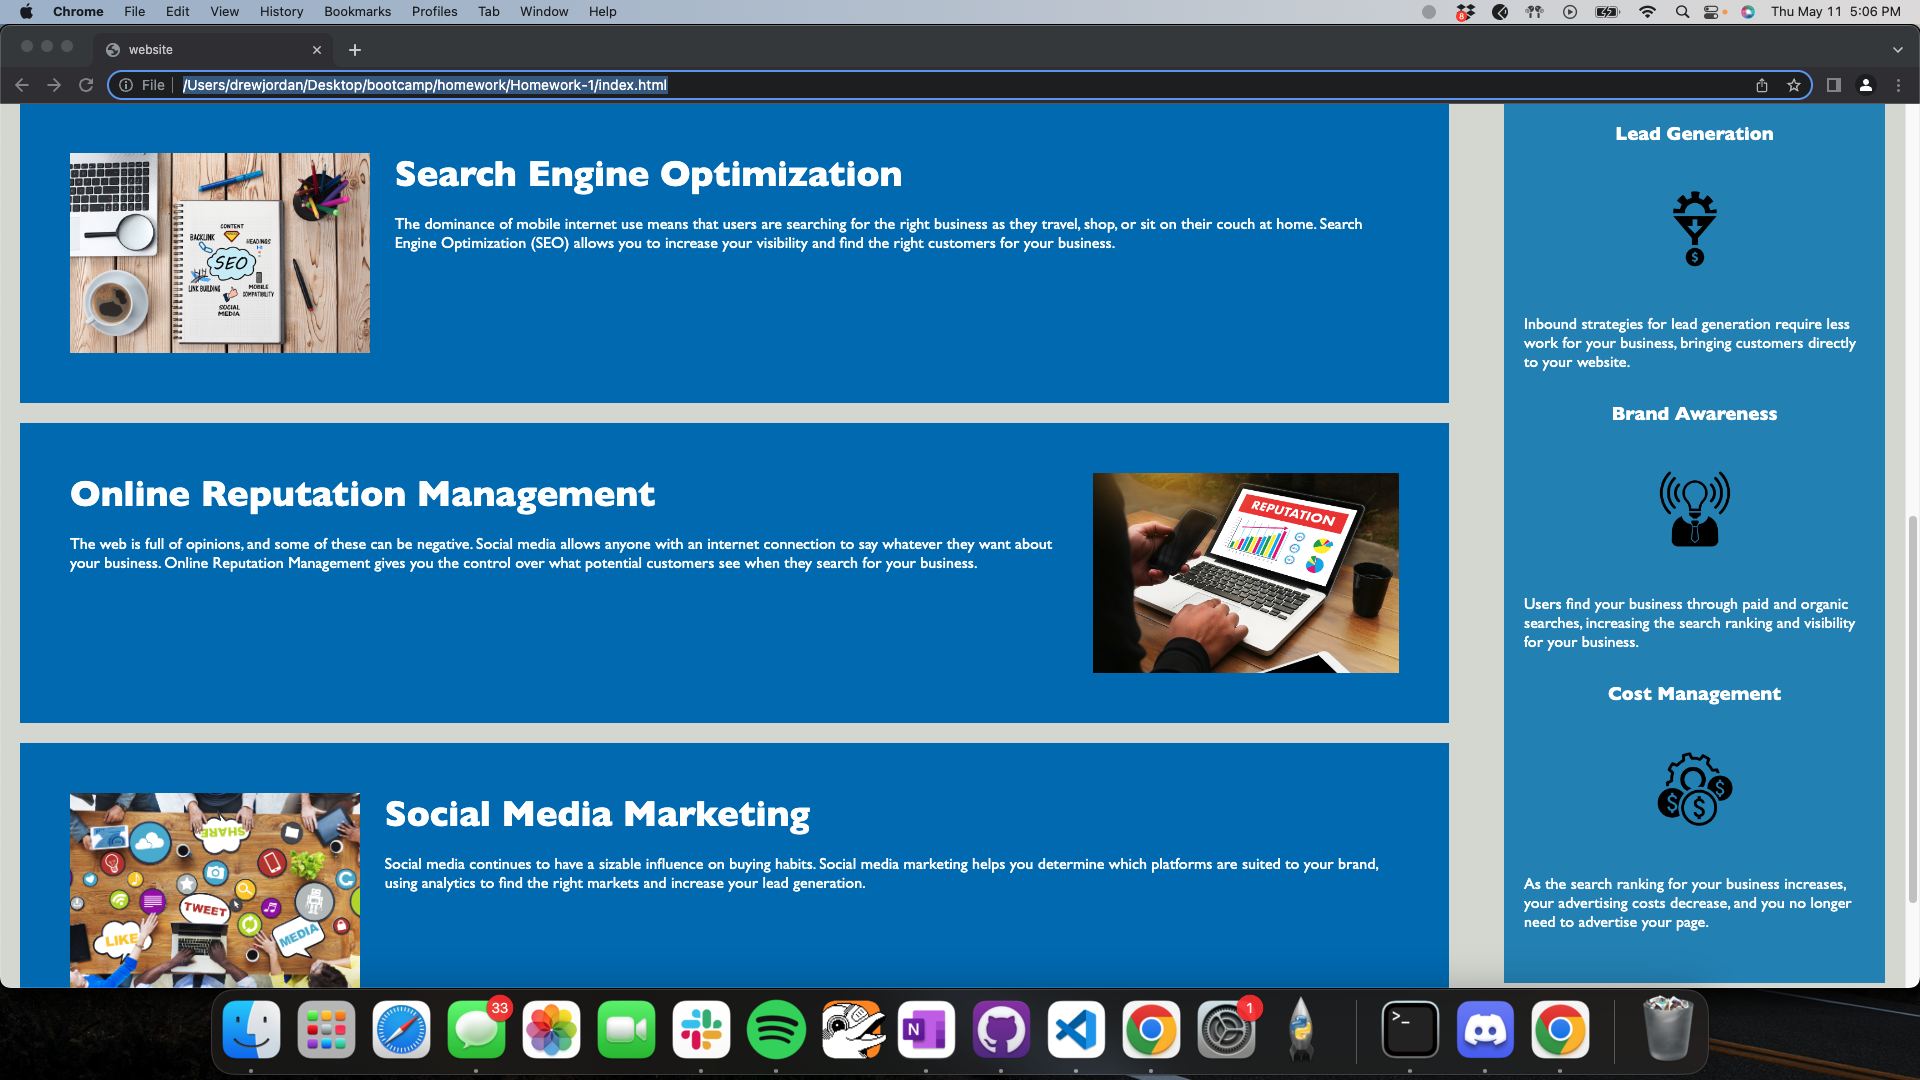 Chrome File Edit View History Bookmarks Profiles Tab Window Help
8
Thu May 11 5:06 PM
website
File
/Users/drewjordan/Desktop/bootcamp/homework/Homework-1/index.html
Search Engine Optimization
The dominance of mobile internet use means that users are searching for the right business as they travel, shop, or sit on their couch at home. Search
Engine Optimization (SEO) allows you to increase your visibility and find the right customers for your business.
CONTENT
BACKLINK
HEADINGS
SEO
LINK BUILDING
MOBILE
COMPATIBILITY
SOCIAL
MEDIA
Online Reputation Management
The web is full of opinions, and some of these can be negative. Social media allows anyone with an internet connection to say whatever they want about
your business. Online Reputation Management gives you the control over what potential customers see when they search for your business.
REPUTATION
Social Media Marketing
Social media continues to have a sizable influence on buying habits. Social media marketing helps you determine which platforms are suited to your brand,
using analytics to find the right markets and increase your lead generation.
SHARE
TWEET
LIKE
MEDIA
Lead Generation
$
Inbound strategies for lead generation require less
work for your business, bringing customers directly
to your website.
Brand Awareness
Users find your business through paid and organic
searches, increasing the search ranking and visibility
for your business.
Cost Management
$ $ $
As the search ranking for your business increases,
your advertising costs decrease, and you no longer
need to advertise your page.
33
N
1
>_